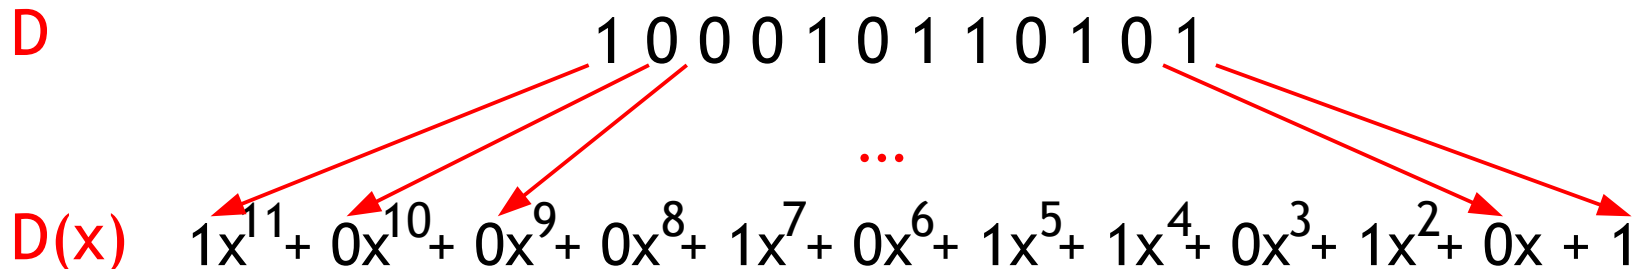 D 1 0 0 0 1 0 1 1 0 1 0 1
...
D(x) 1x¹¹+ 0x¹⁰+ 0x⁹+ 0x⁸+ 1x⁷+ 0x⁶+ 1x⁵+ 1x⁴+ 0x³+ 1x²+ 0x + 1